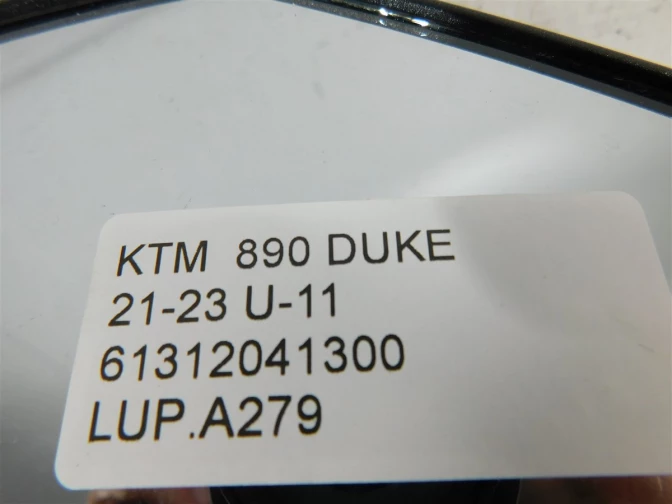 KTM 890 DUKE
21-23 U-11
61312041300
LUP.A279